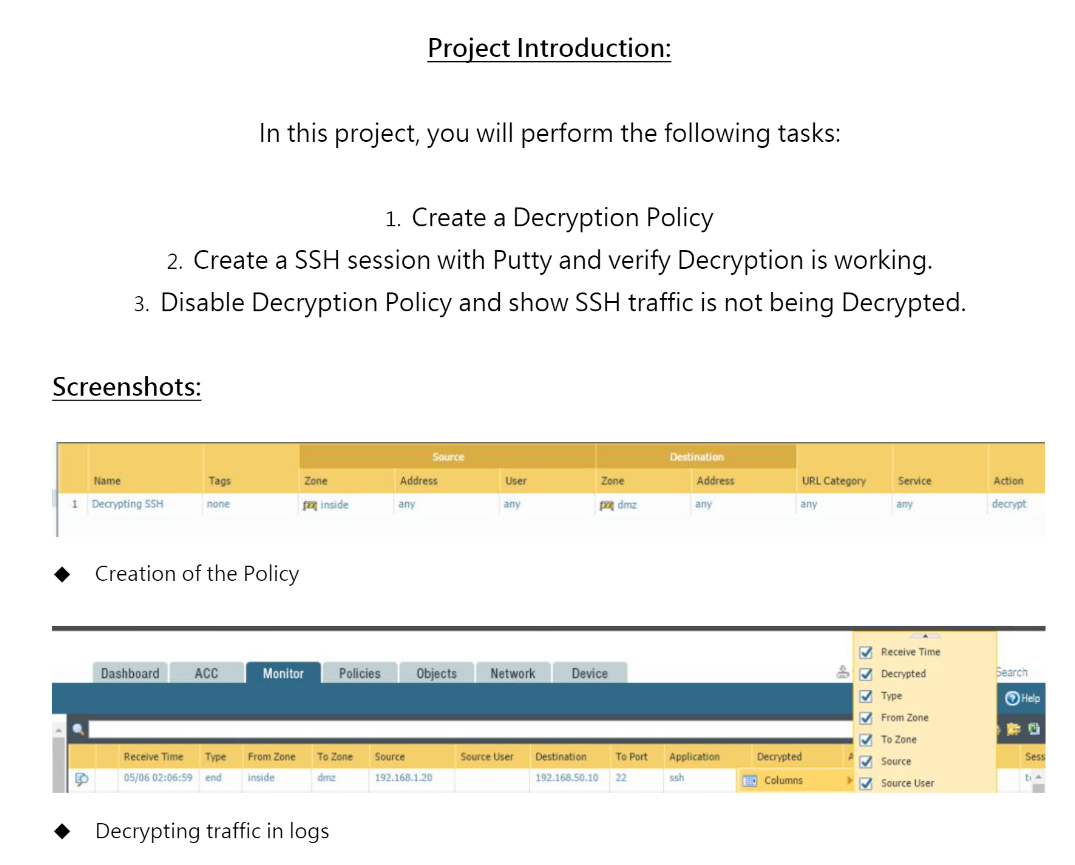 Project Introduction:
In this project, you will perform the following tasks:
1. Create a Decryption Policy
2. Create a SSH session with Putty and verify Decryption is working.
3. Disable Decryption Policy and show SSH traffic is not being Decrypted.
Screenshots:
Source Destination
Name Tags Zone Address User Zone Address URL Category Service Action
1 Decrypting SSH none inside any any dmz any any any decrypt
◆ Creation of the Policy
Dashboard ACC Monitor Policies Objects Network Device Search
Help
Receive Time
Decrypted
Type
From Zone
To Zone
Source
Source User
Receive Time Type From Zone To Zone Source Source User Destination To Port Application Decrypted Sess
05/06 02:06:59 end inside dmz 192.168.1.20 192.168.50.10 22 ssh Columns
◆ Decrypting traffic in logs